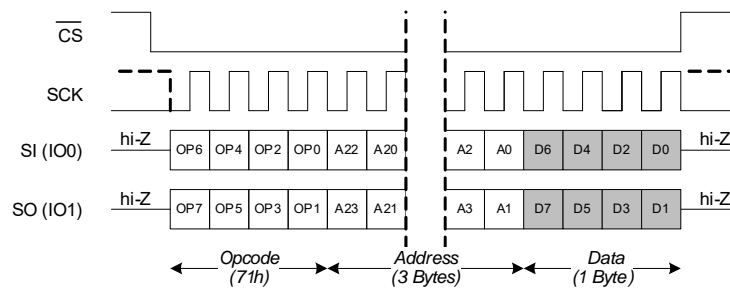 CS
SCK
hi-Z OP6 OP4 OP2 OP0 A22 A20 A2 A0 D6 D4 D2 D0 hi-Z
SI (IO0)
hi-Z OP7 OP5 OP3 OP1 A23 A21 A3 A1 D7 D5 D3 D1 hi-Z
SO (IO1)
Opcode Address Data
(71h) (3 Bytes) (1 Byte)